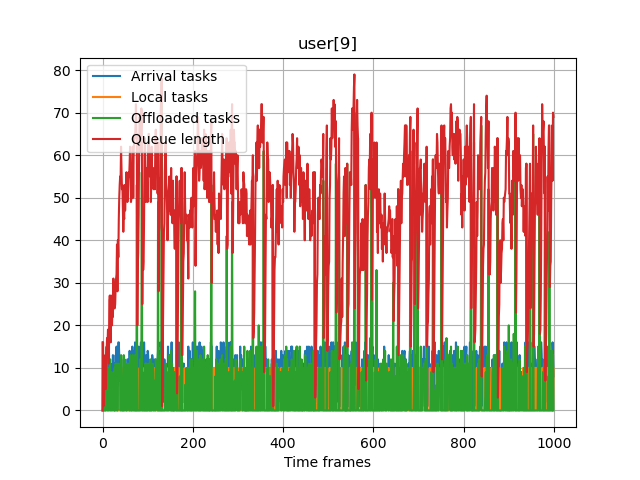 user[9]
Arrival tasks
Local tasks
Offloaded tasks
Queue length
80
70
60
50
40
30
20
10
0
0 200 400 600 800 1000
Time frames